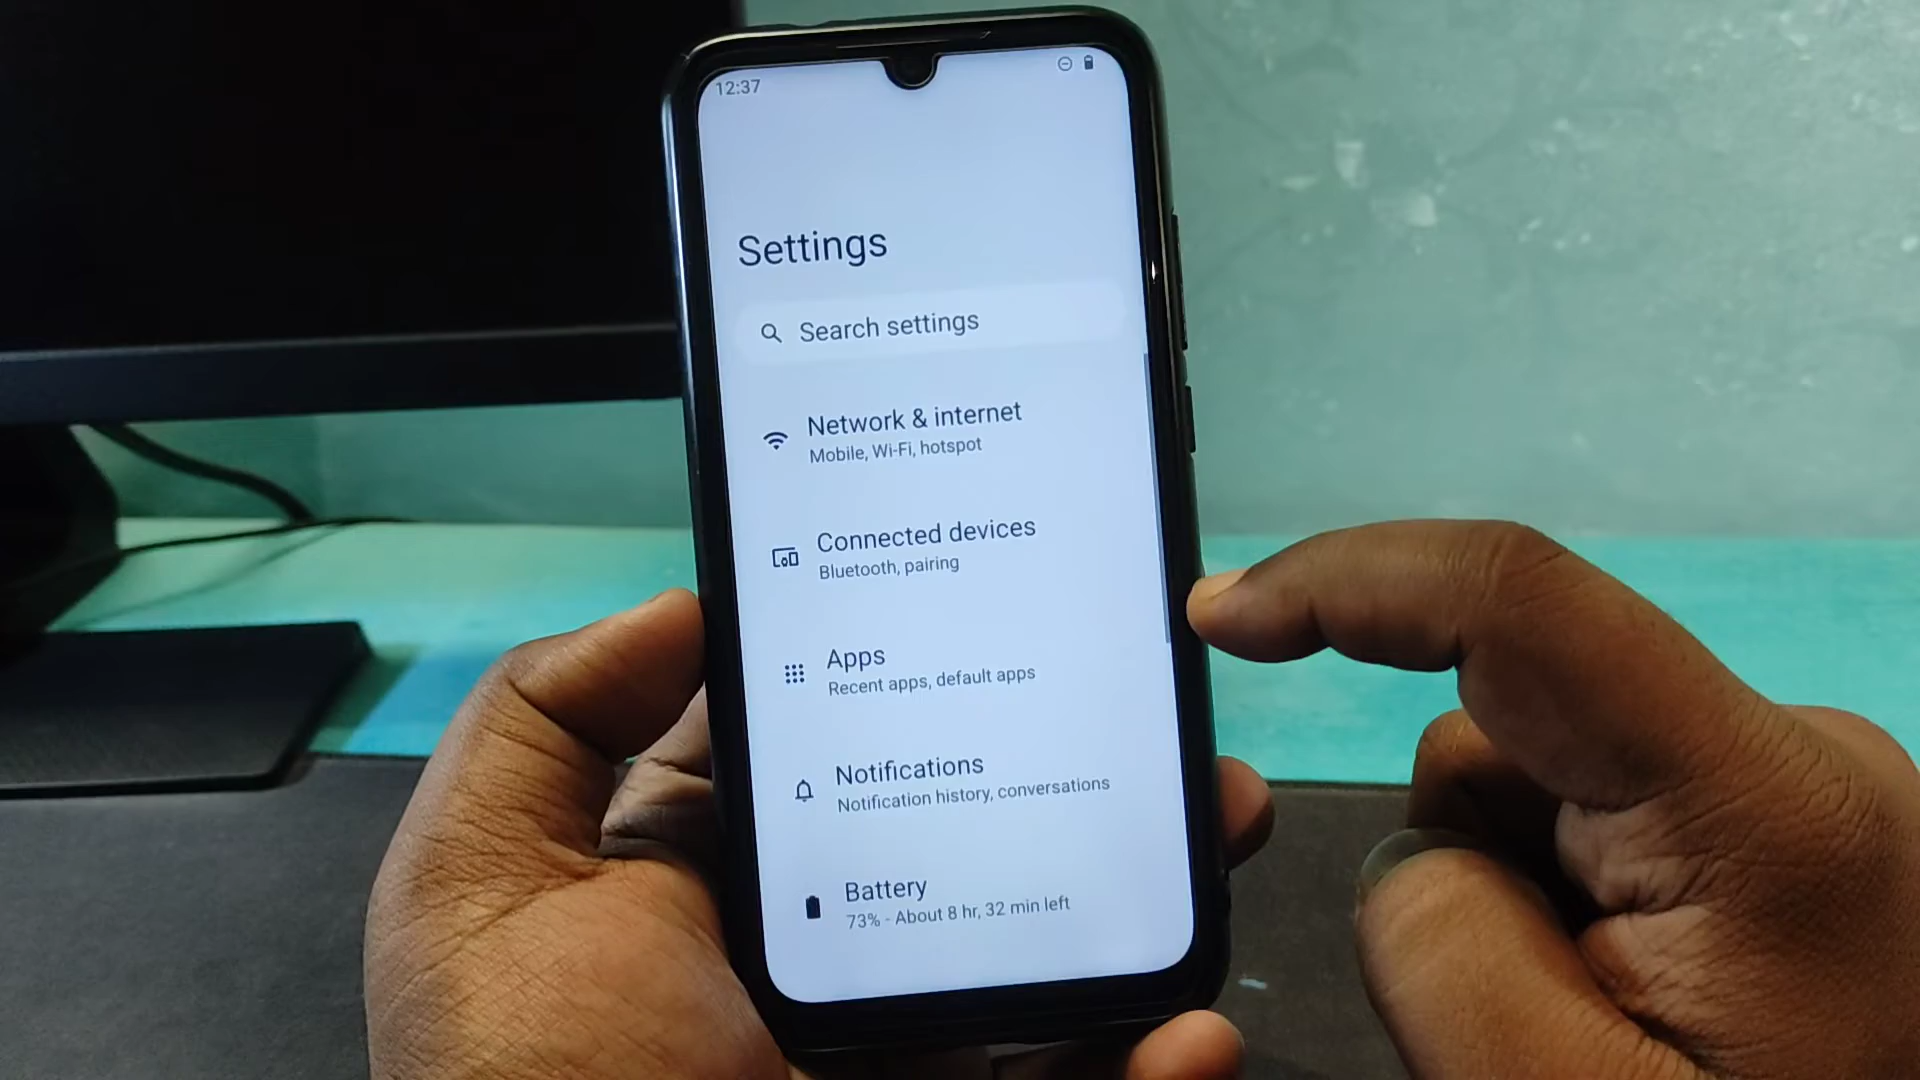 12:37
Settings
Search settings
Network & internet
Mobile, Wi-Fi, hotspot
Connected devices
Bluetooth, pairing
Apps
Recent apps, default apps
Notifications
Notification history, conversations
Battery
73% - About 8 hr, 32 min left